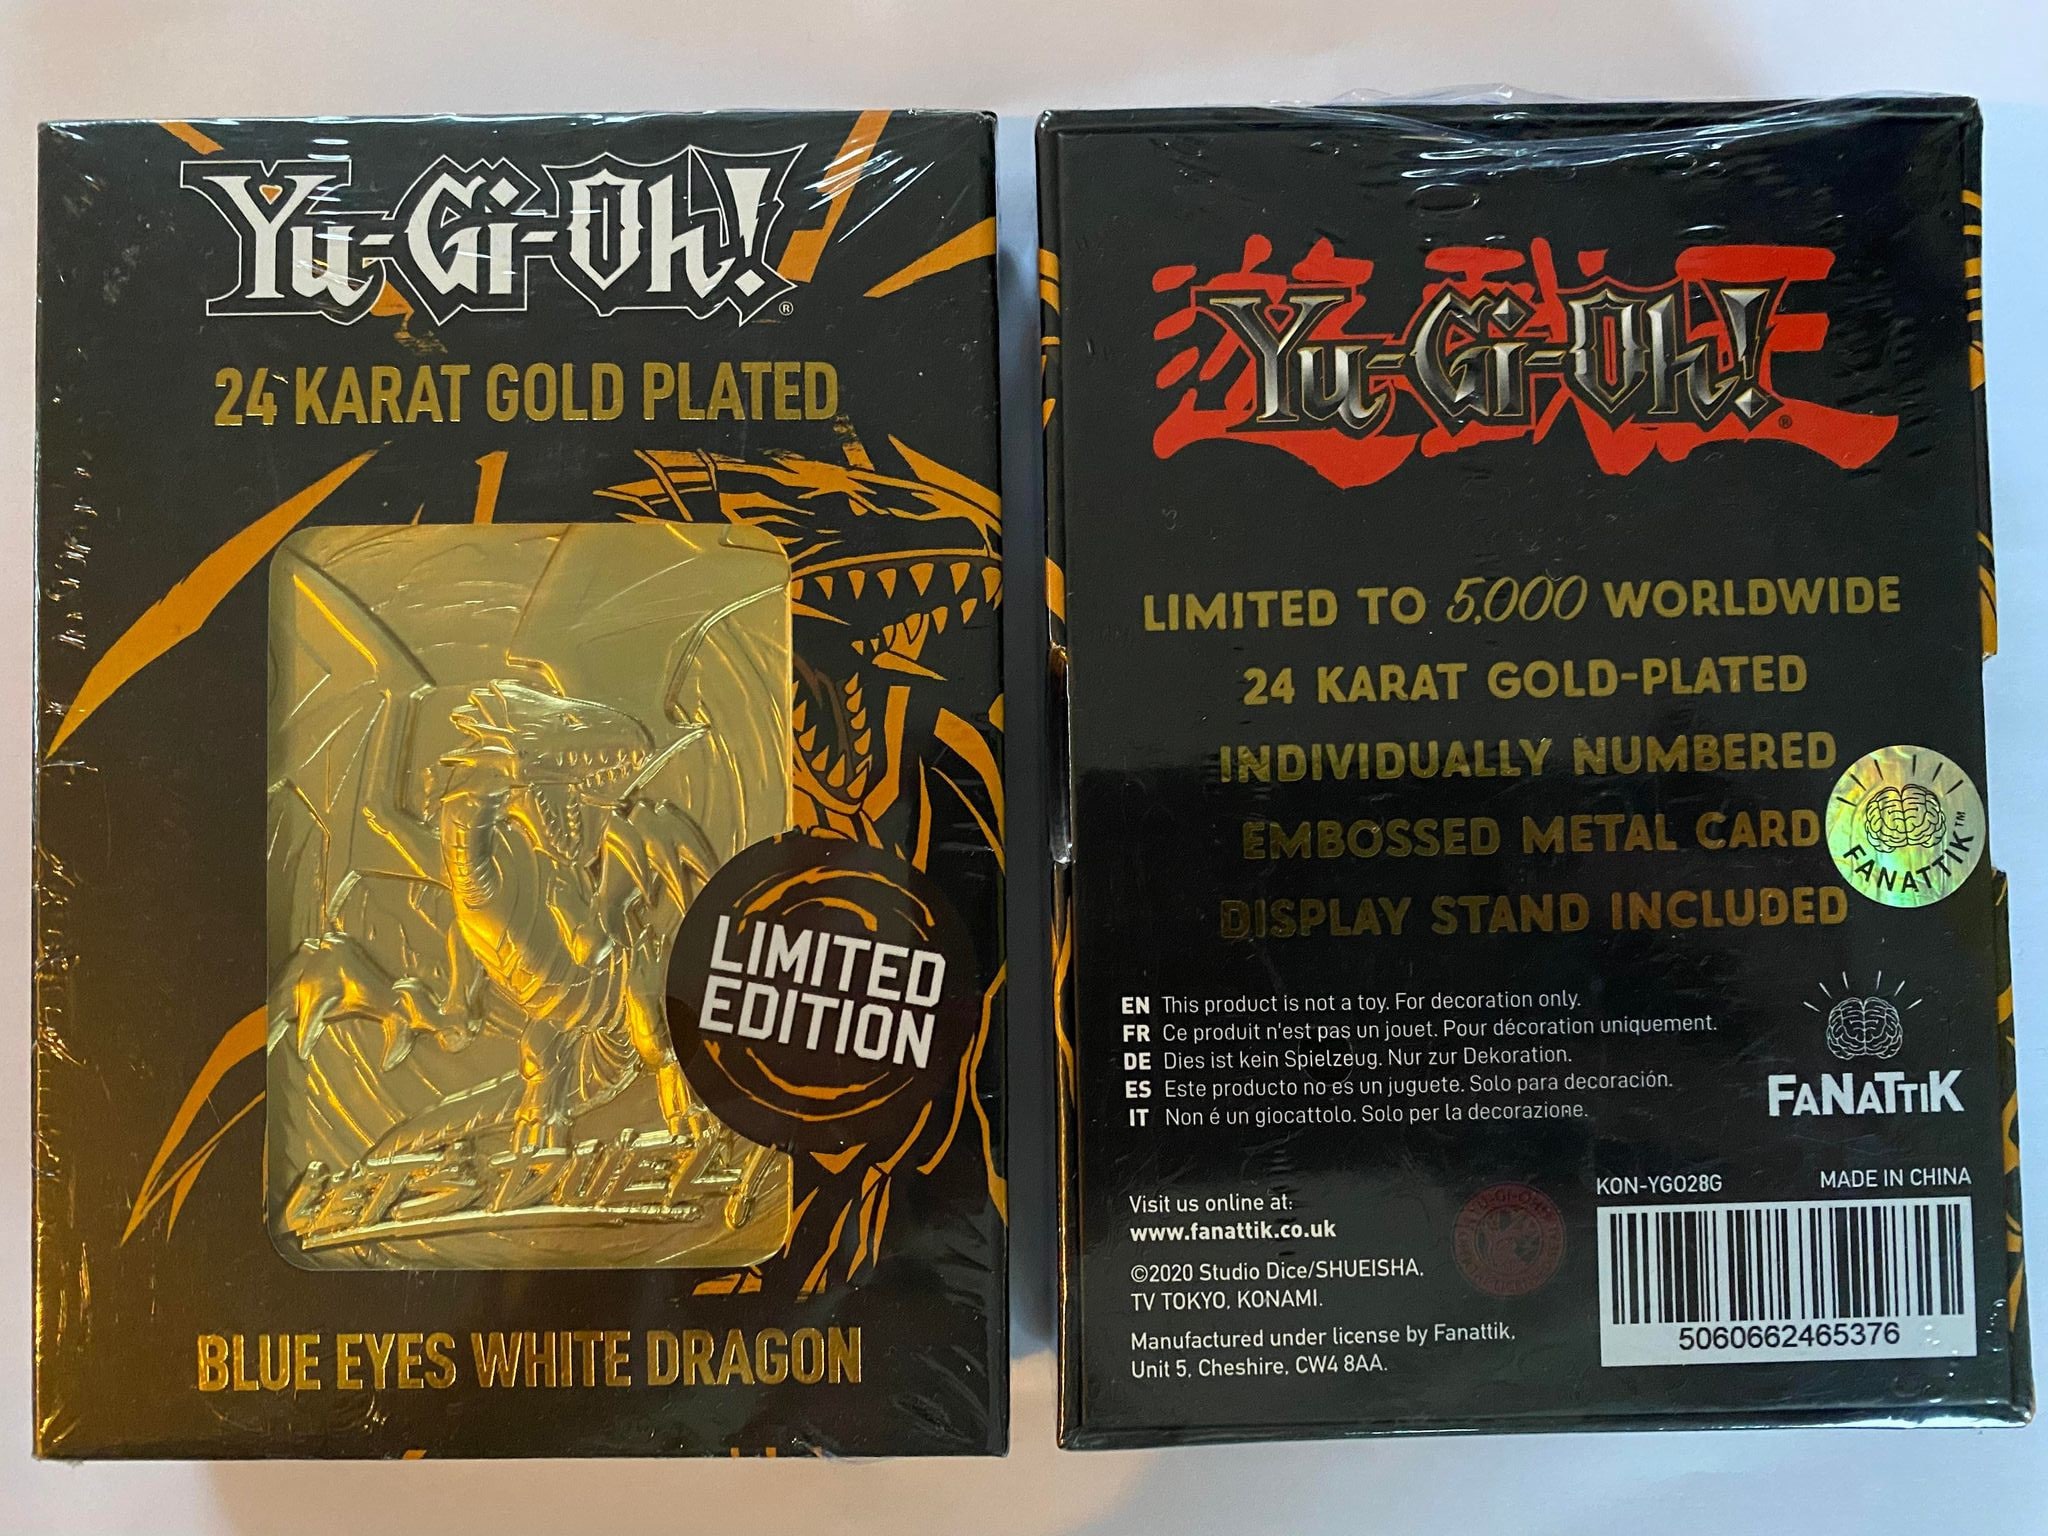 Yu-Gi-Oh!®
24 KARAT GOLD PLATED
LIMITED
EDITION
LET'S DUEL!
BLUE EYES WHITE DRAGON
遊戯王
Yu-Gi-Oh!®
LIMITED TO 5,000 WORLDWIDE
24 KARAT GOLD-PLATED
INDIVIDUALLY NUMBERED
EMBOSSED METAL CARD
DISPLAY STAND INCLUDED
FANATTIK™
EN This product is not a toy. For decoration only.
FR Ce produit n'est pas un jouet. Pour décoration uniquement.
DE Dies ist kein Spielzeug. Nur zur Dekoration.
ES Este producto no es un juguete. Solo para decoración.
IT Non é un giocattolo. Solo per la decorazione.
FANATTIK
Visit us online at:
www.fanattik.co.uk
©2020 Studio Dice/SHUEISHA,
TV TOKYO, KONAMI.
Manufactured under license by Fanattik,
Unit 5, Cheshire, CW4 8AA.
KON-YGO28G MADE IN CHINA
5060662465376